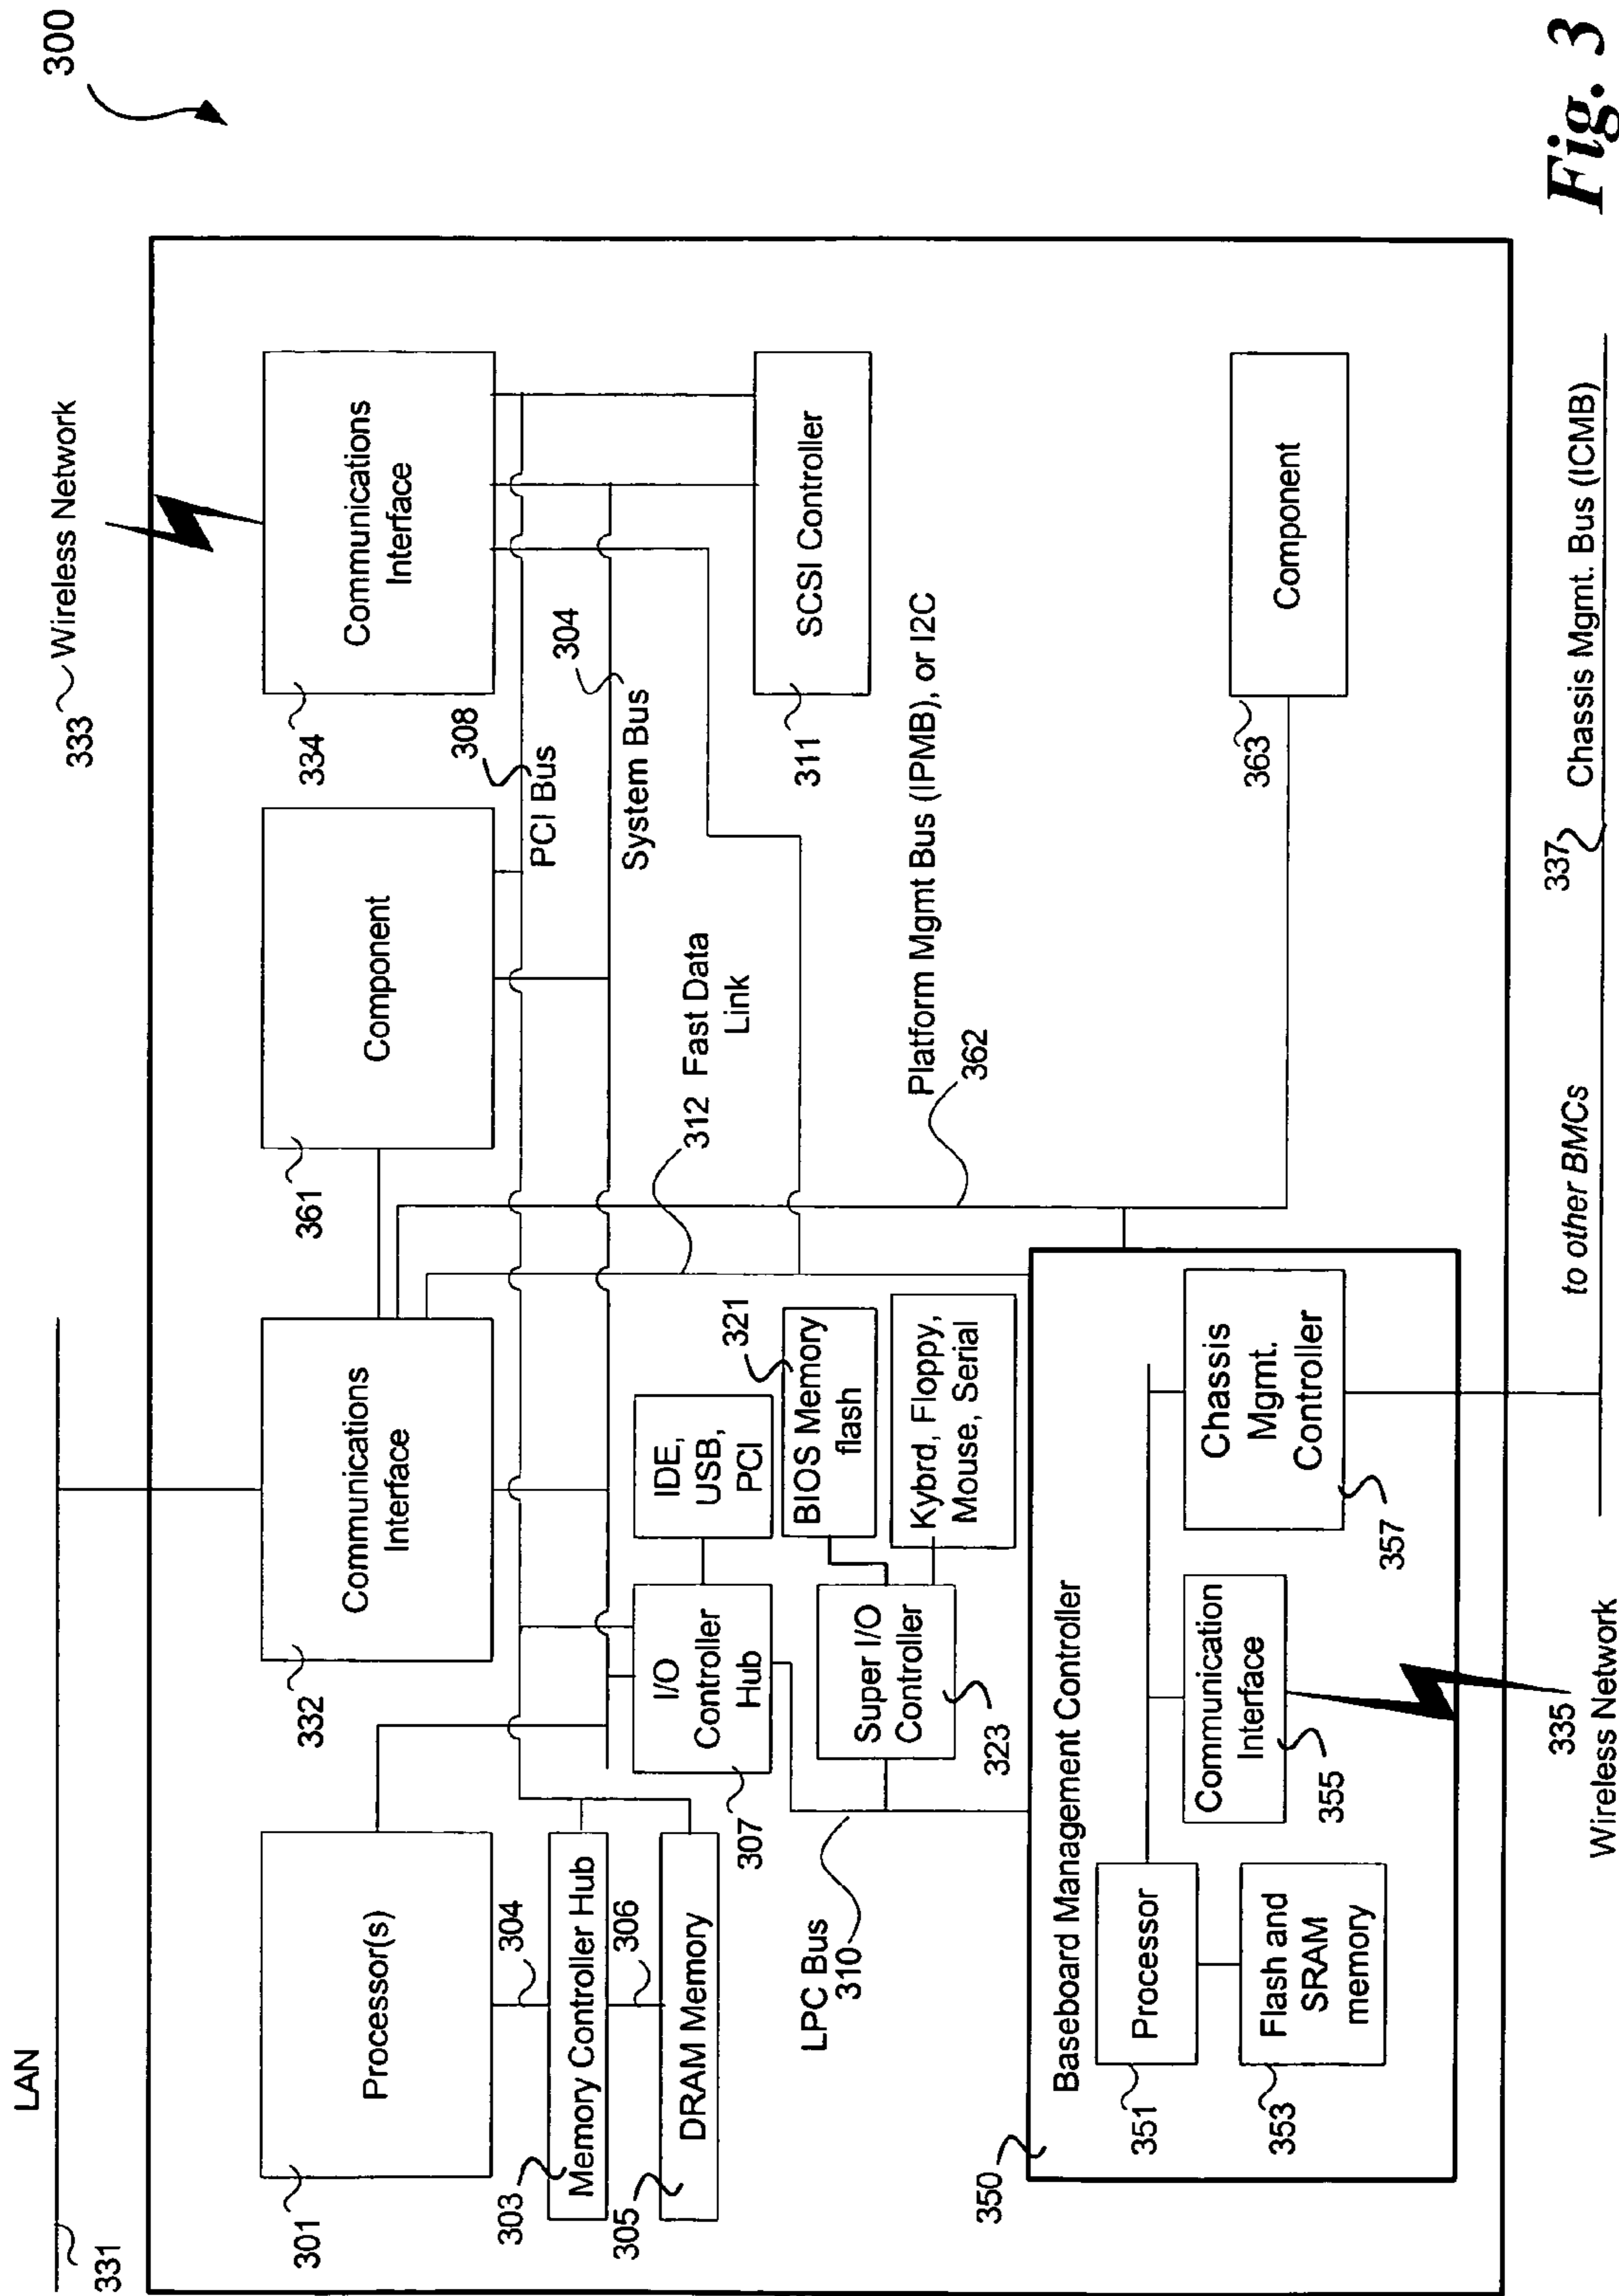 300
LAN
331
333
Wireless Network
301
Processor(s)
332
Communications
Interface
361
Component
334
Communications
Interface
308
PCI Bus
304
System Bus
304
303
Memory Controller Hub
306
305
DRAM Memory
307
I/O
Controller
Hub
IDE,
USB,
PCI
312 Fast Data
Link
311
SCSI Controller
LPC Bus
310
Super I/O
Controller
323
321
BIOS Memory
flash
Kybrd, Floppy,
Mouse, Serial
Platform Mgmt Bus (IPMB), or I2C
362
350
Baseboard Management Controller
351
Processor
353
Flash and
SRAM
memory
Communication
Interface
355
Chassis
Mgmt.
Controller
357
363
Component
335
Wireless Network
to other BMCs
337
Chassis Mgmt. Bus (ICMB)
Fig. 3